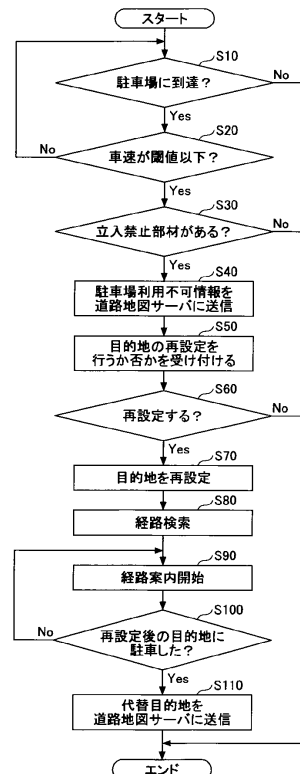 スタート
S10
駐車場に到達？
No
Yes
S20
車速が閾値以下？
No
Yes
S30
立入禁止部材がある？
No
Yes
S40
駐車場利用不可情報を
道路地図サーバに送信
S50
目的地の再設定を
行うか否かを受け付ける
S60
再設定する？
No
Yes
S70
目的地を再設定
S80
経路検索
S90
経路案内開始
S100
再設定後の目的地に
駐車した？
No
Yes
S110
代替目的地を
道路地図サーバに送信
エンド